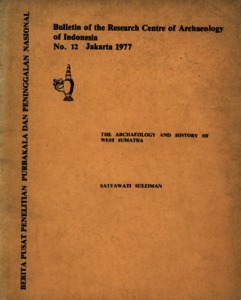 BERITA PUSAT PENELITIAN PURBAKALA DAN PENINGGALAN NASIONAL
Bulletin of the Research Centre of Archaeology
of Indonesia
No. 12 Jakarta 1977
THE ARCHAEOLOGY AND HISTORY OF
WEST SUMATRA
SATYAWATI SULEIMAN